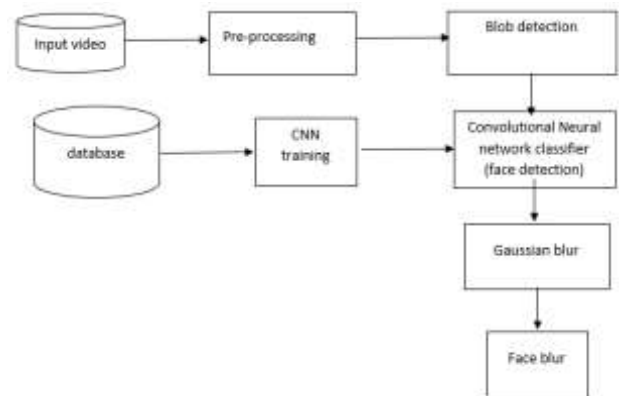 Input video
Pre-processing
Blob detection
database
CNN
training
Convolutional Neural
network classifier
(face detection)
Gaussian blur
Face blur